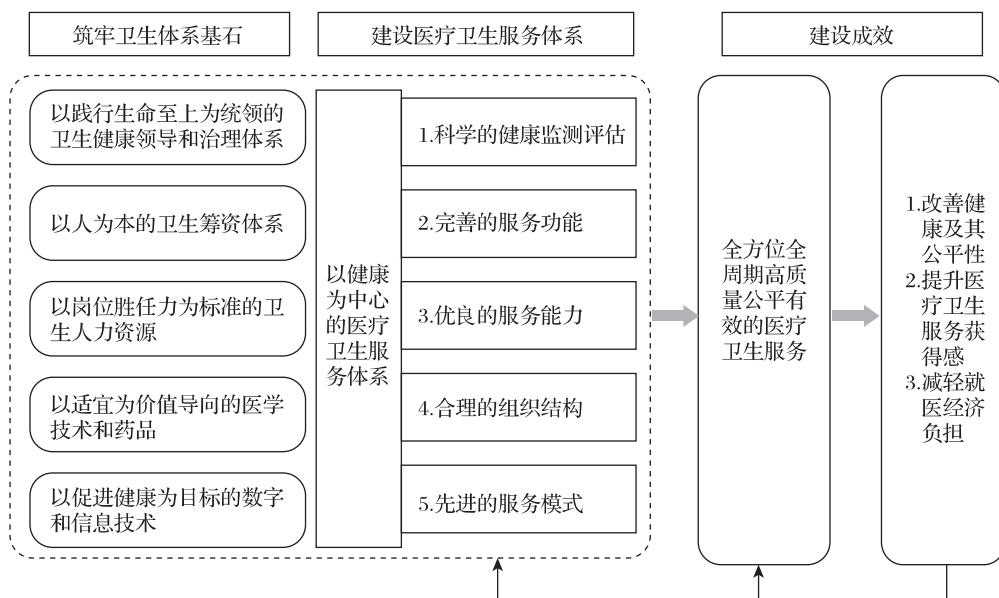 筑牢卫生体系基石
建设医疗卫生服务体系
建设成效
以践行生命至上为统领的
卫生健康领导和治理体系
以人为本的卫生筹资体系
以岗位胜任力为标准的卫
生人力资源
以适宜为价值导向的医学
技术和药品
以促进健康为目标的数字
和信息技术
以健康
为中心
的医疗
卫生服
务体系
1.科学的健康监测评估
2.完善的服务功能
3.优良的服务能力
4.合理的组织结构
5.先进的服务模式
全方位全
周期高质
量公平有
效的医疗
卫生服务
1.改善健
康及其
公平性
2.提升医
疗卫生
服务获
得感
3.减轻就
医经济
负担